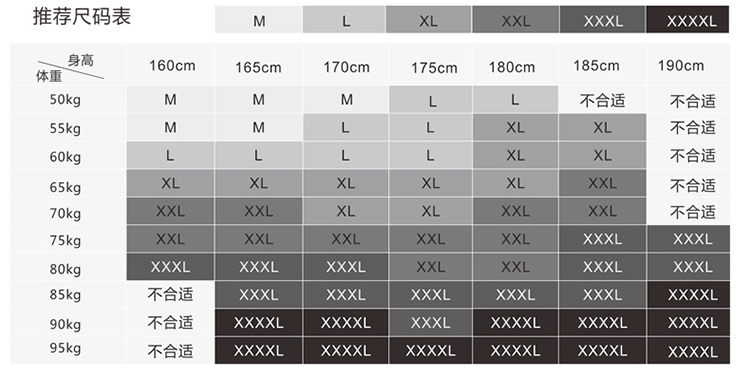 推荐尺码表 M L XL XXL XXXL XXXXL
身高 160cm 165cm 170cm 175cm 180cm 185cm 190cm
体重
50kg M M M L L 不合适 不合适
55kg M M L L XL XL 不合适
60kg L L L L XL XL 不合适
65kg XL XL XL XL XL XXL 不合适
70kg XXL XXL XL XL XXL XXL 不合适
75kg XXL XXL XXL XXL XXL XXXL XXXL
80kg XXXL XXXL XXXL XXL XXL XXXL XXXL
85kg 不合适 XXXL XXXL XXXL XXXL XXXL XXXXL
90kg 不合适 XXXXL XXXXL XXXL XXXXL XXXXL XXXXL
95kg 不合适 XXXXL XXXXL XXXXL XXXXL XXXXL XXXXL